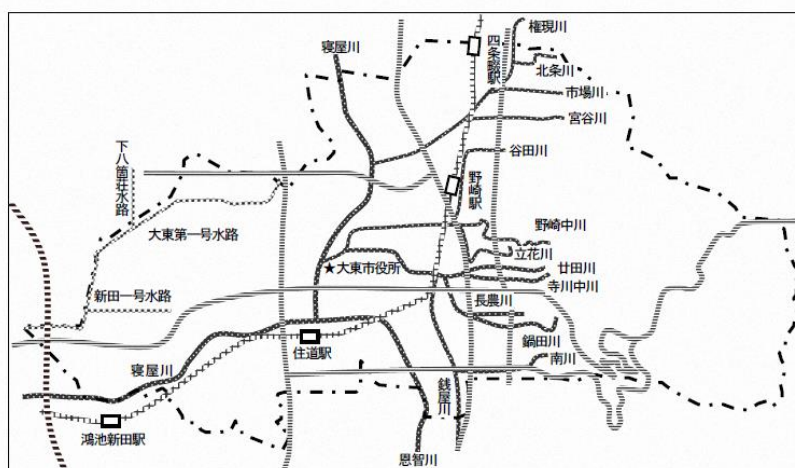 権現川
寝屋川
四条畷駅
北条川
市場川
宮谷川
谷田川
下八箇荘水路
野崎駅
大東第一号水路
野崎中川
立花川
★大東市役所
廿田川
寺川中川
新田一号水路
長農川
鍋田川
住道駅
南川
寝屋川
銭屋川
鴻池新田駅
恩智川